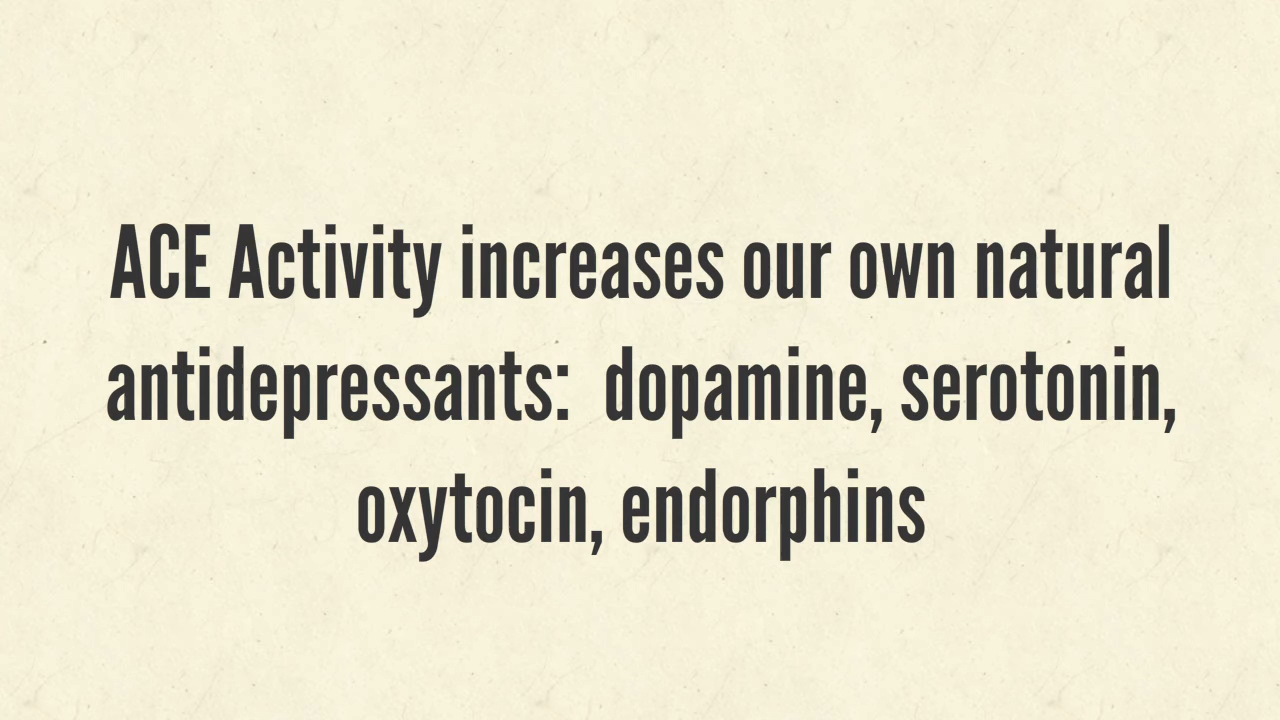 ACE Activity increases our own natural
antidepressants:  dopamine, serotonin,
oxytocin, endorphins